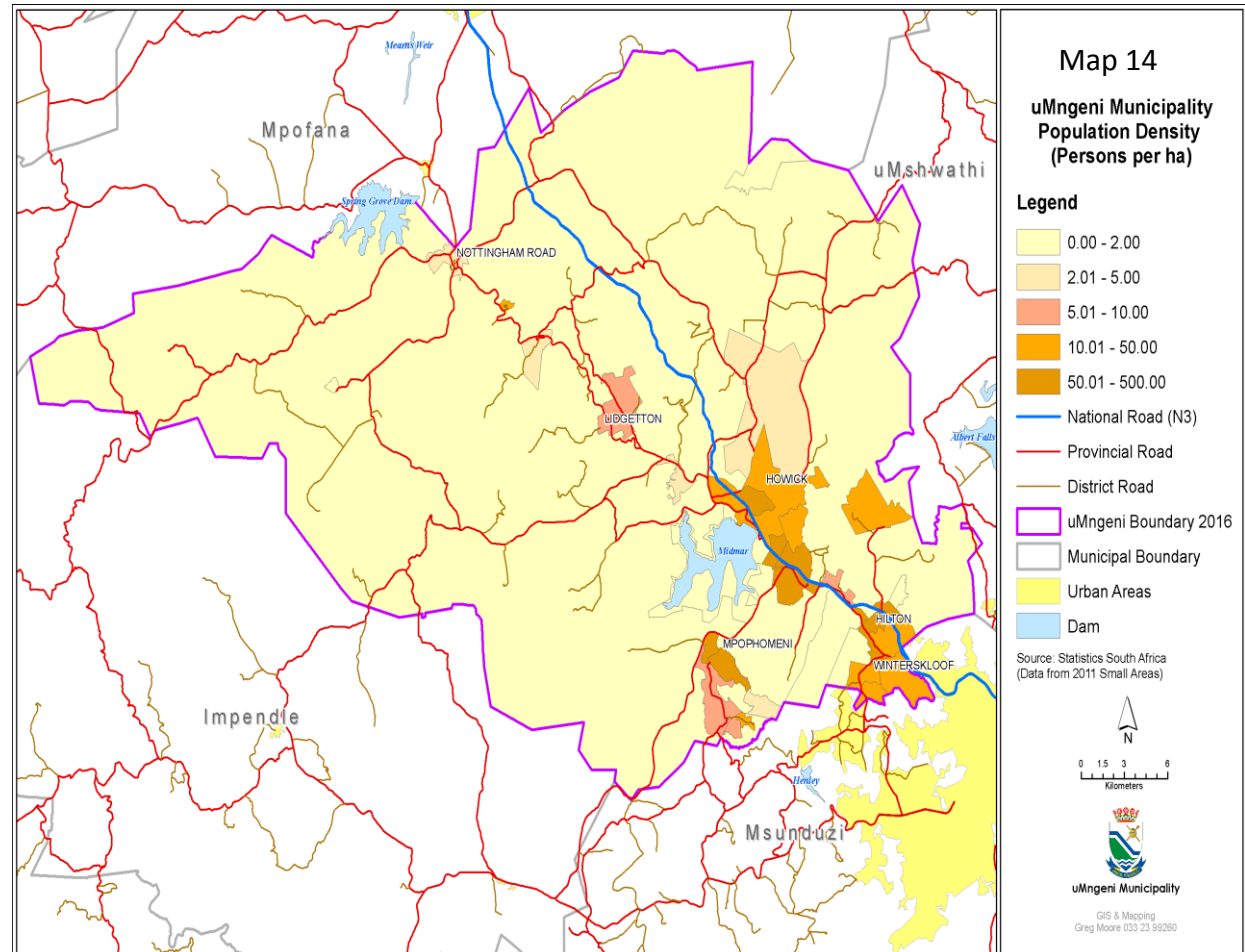 Mearns Weir
Mpofana
uMshwathi
Spring Grove Dam
NOTTINGHAM ROAD
LIDGETTON
Albert Falls
HOWICK
Midmar
HILTON
MPOPHOMENI
WINTERSKLOOF
Impendle
Henley
Msunduzi
Map 14
uMngeni Municipality
Population Density
(Persons per ha)
Legend
0.00 - 2.00
2.01 - 5.00
5.01 - 10.00
10.01 - 50.00
50.01 - 500.00
National Road (N3)
Provincial Road
District Road
uMngeni Boundary 2016
Municipal Boundary
Urban Areas
Dam
Source: Statistics South Africa
(Data from 2011 Small Areas)
N
0 1.5 3 6
Kilometers
uMngeni Municipality
GIS & Mapping
Greg Moore 033 23 99260